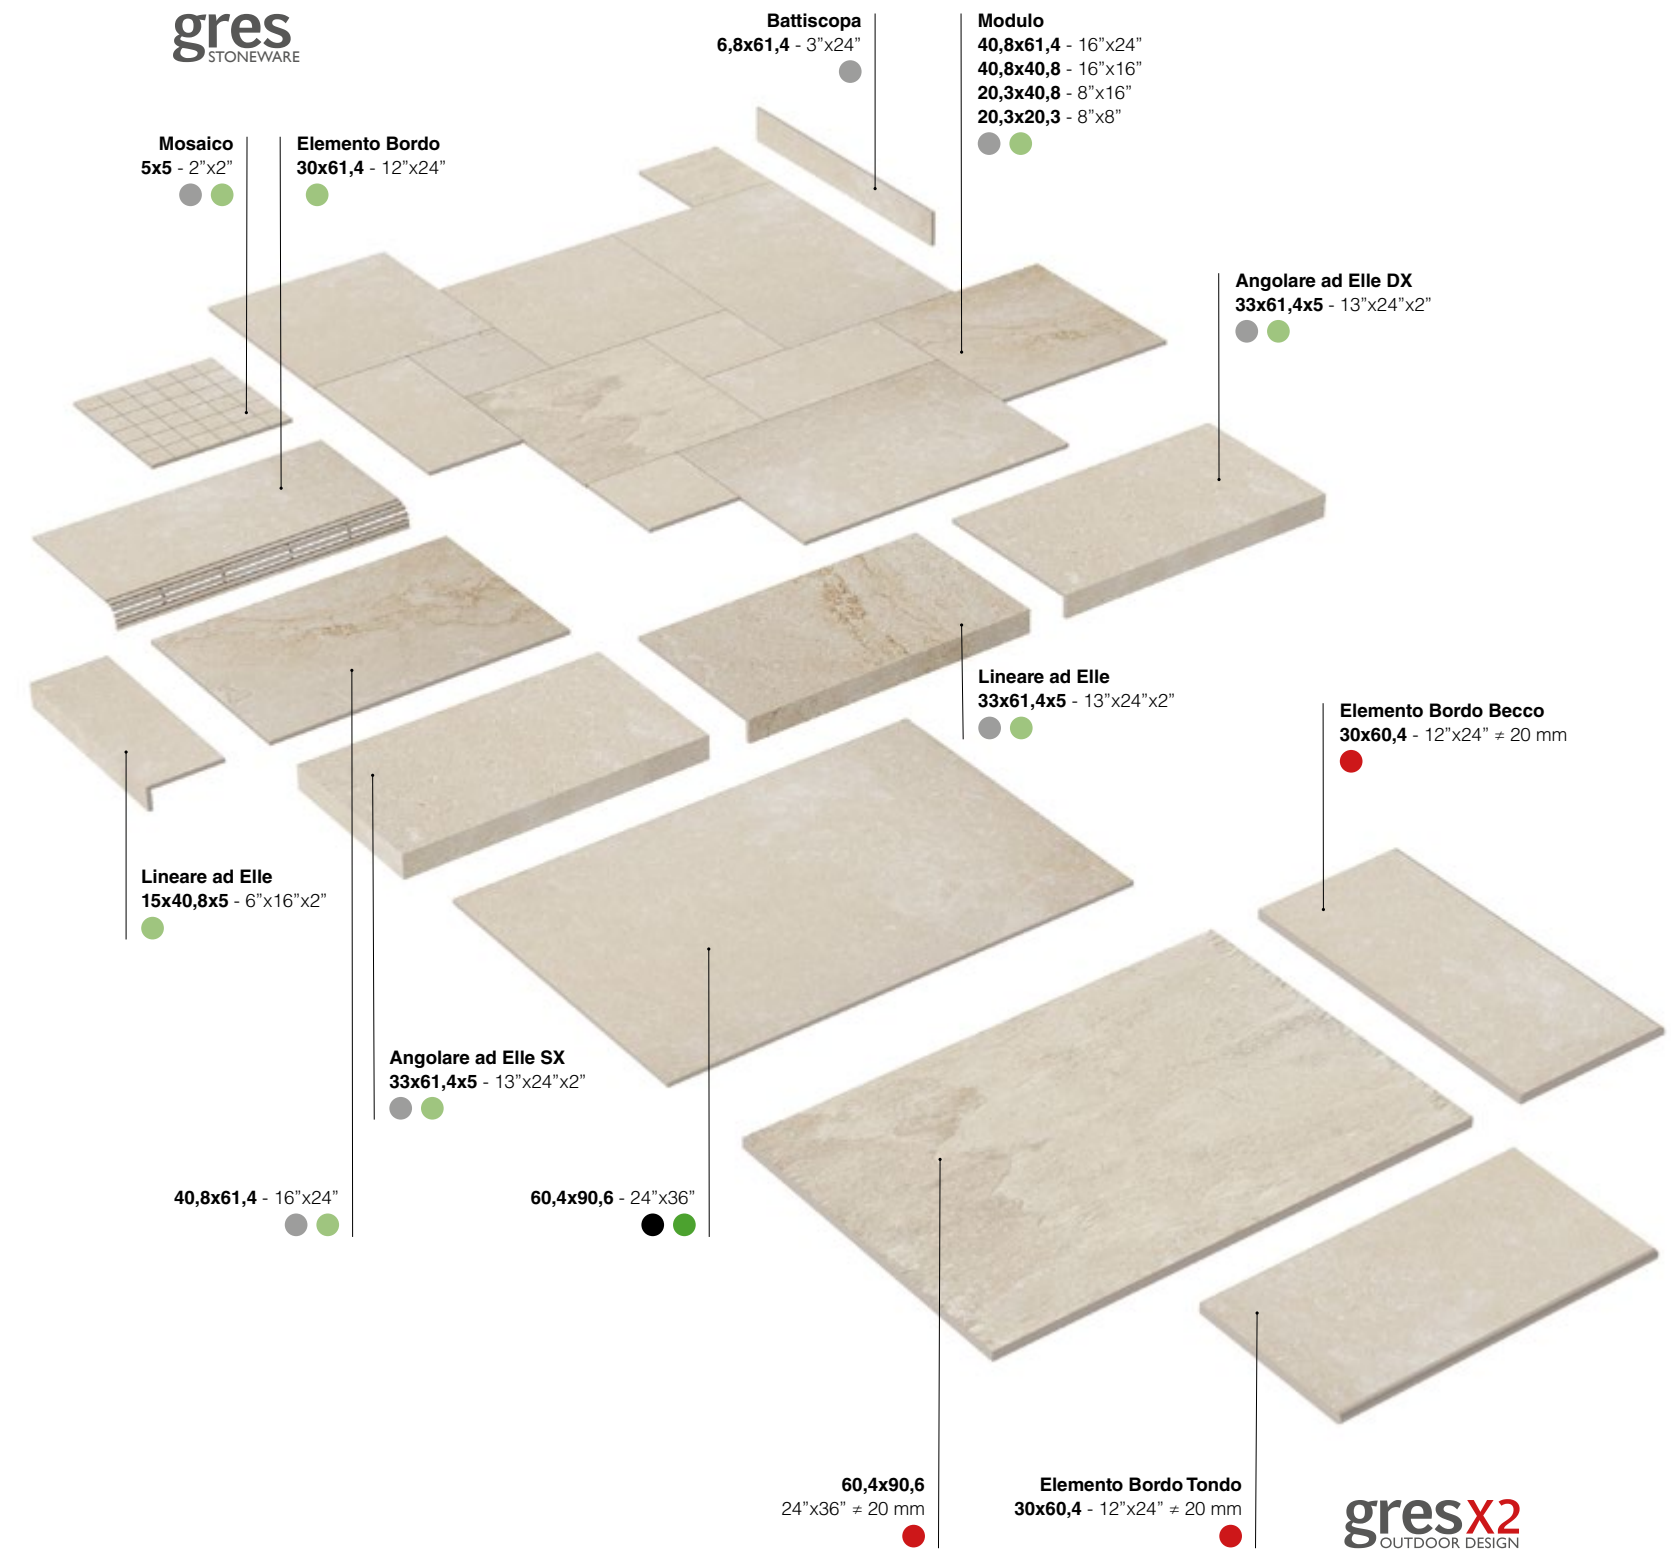 gres
STONEWARE
Battiscopa
6,8x61,4 - 3”x24”
Modulo
40,8x61,4 - 16”x24”
40,8x40,8 - 16”x16”
20,3x40,8 - 8”x16”
20,3x20,3 - 8”x8”
Mosaico
5x5 - 2”x2”
Elemento Bordo
30x61,4 - 12”x24”
Angolare ad Elle DX
33x61,4x5 - 13”x24”x2”
Lineare ad Elle
33x61,4x5 - 13”x24”x2”
Elemento Bordo Becco
30x60,4 - 12”x24” ≠ 20 mm
Lineare ad Elle
15x40,8x5 - 6”x16”x2”
Angolare ad Elle SX
33x61,4x5 - 13”x24”x2”
40,8x61,4 - 16”x24”
60,4x90,6 - 24”x36”
60,4x90,6
24”x36” ≠ 20 mm
Elemento Bordo Tondo
30x60,4 - 12”x24” ≠ 20 mm
gres X2
OUTDOOR DESIGN